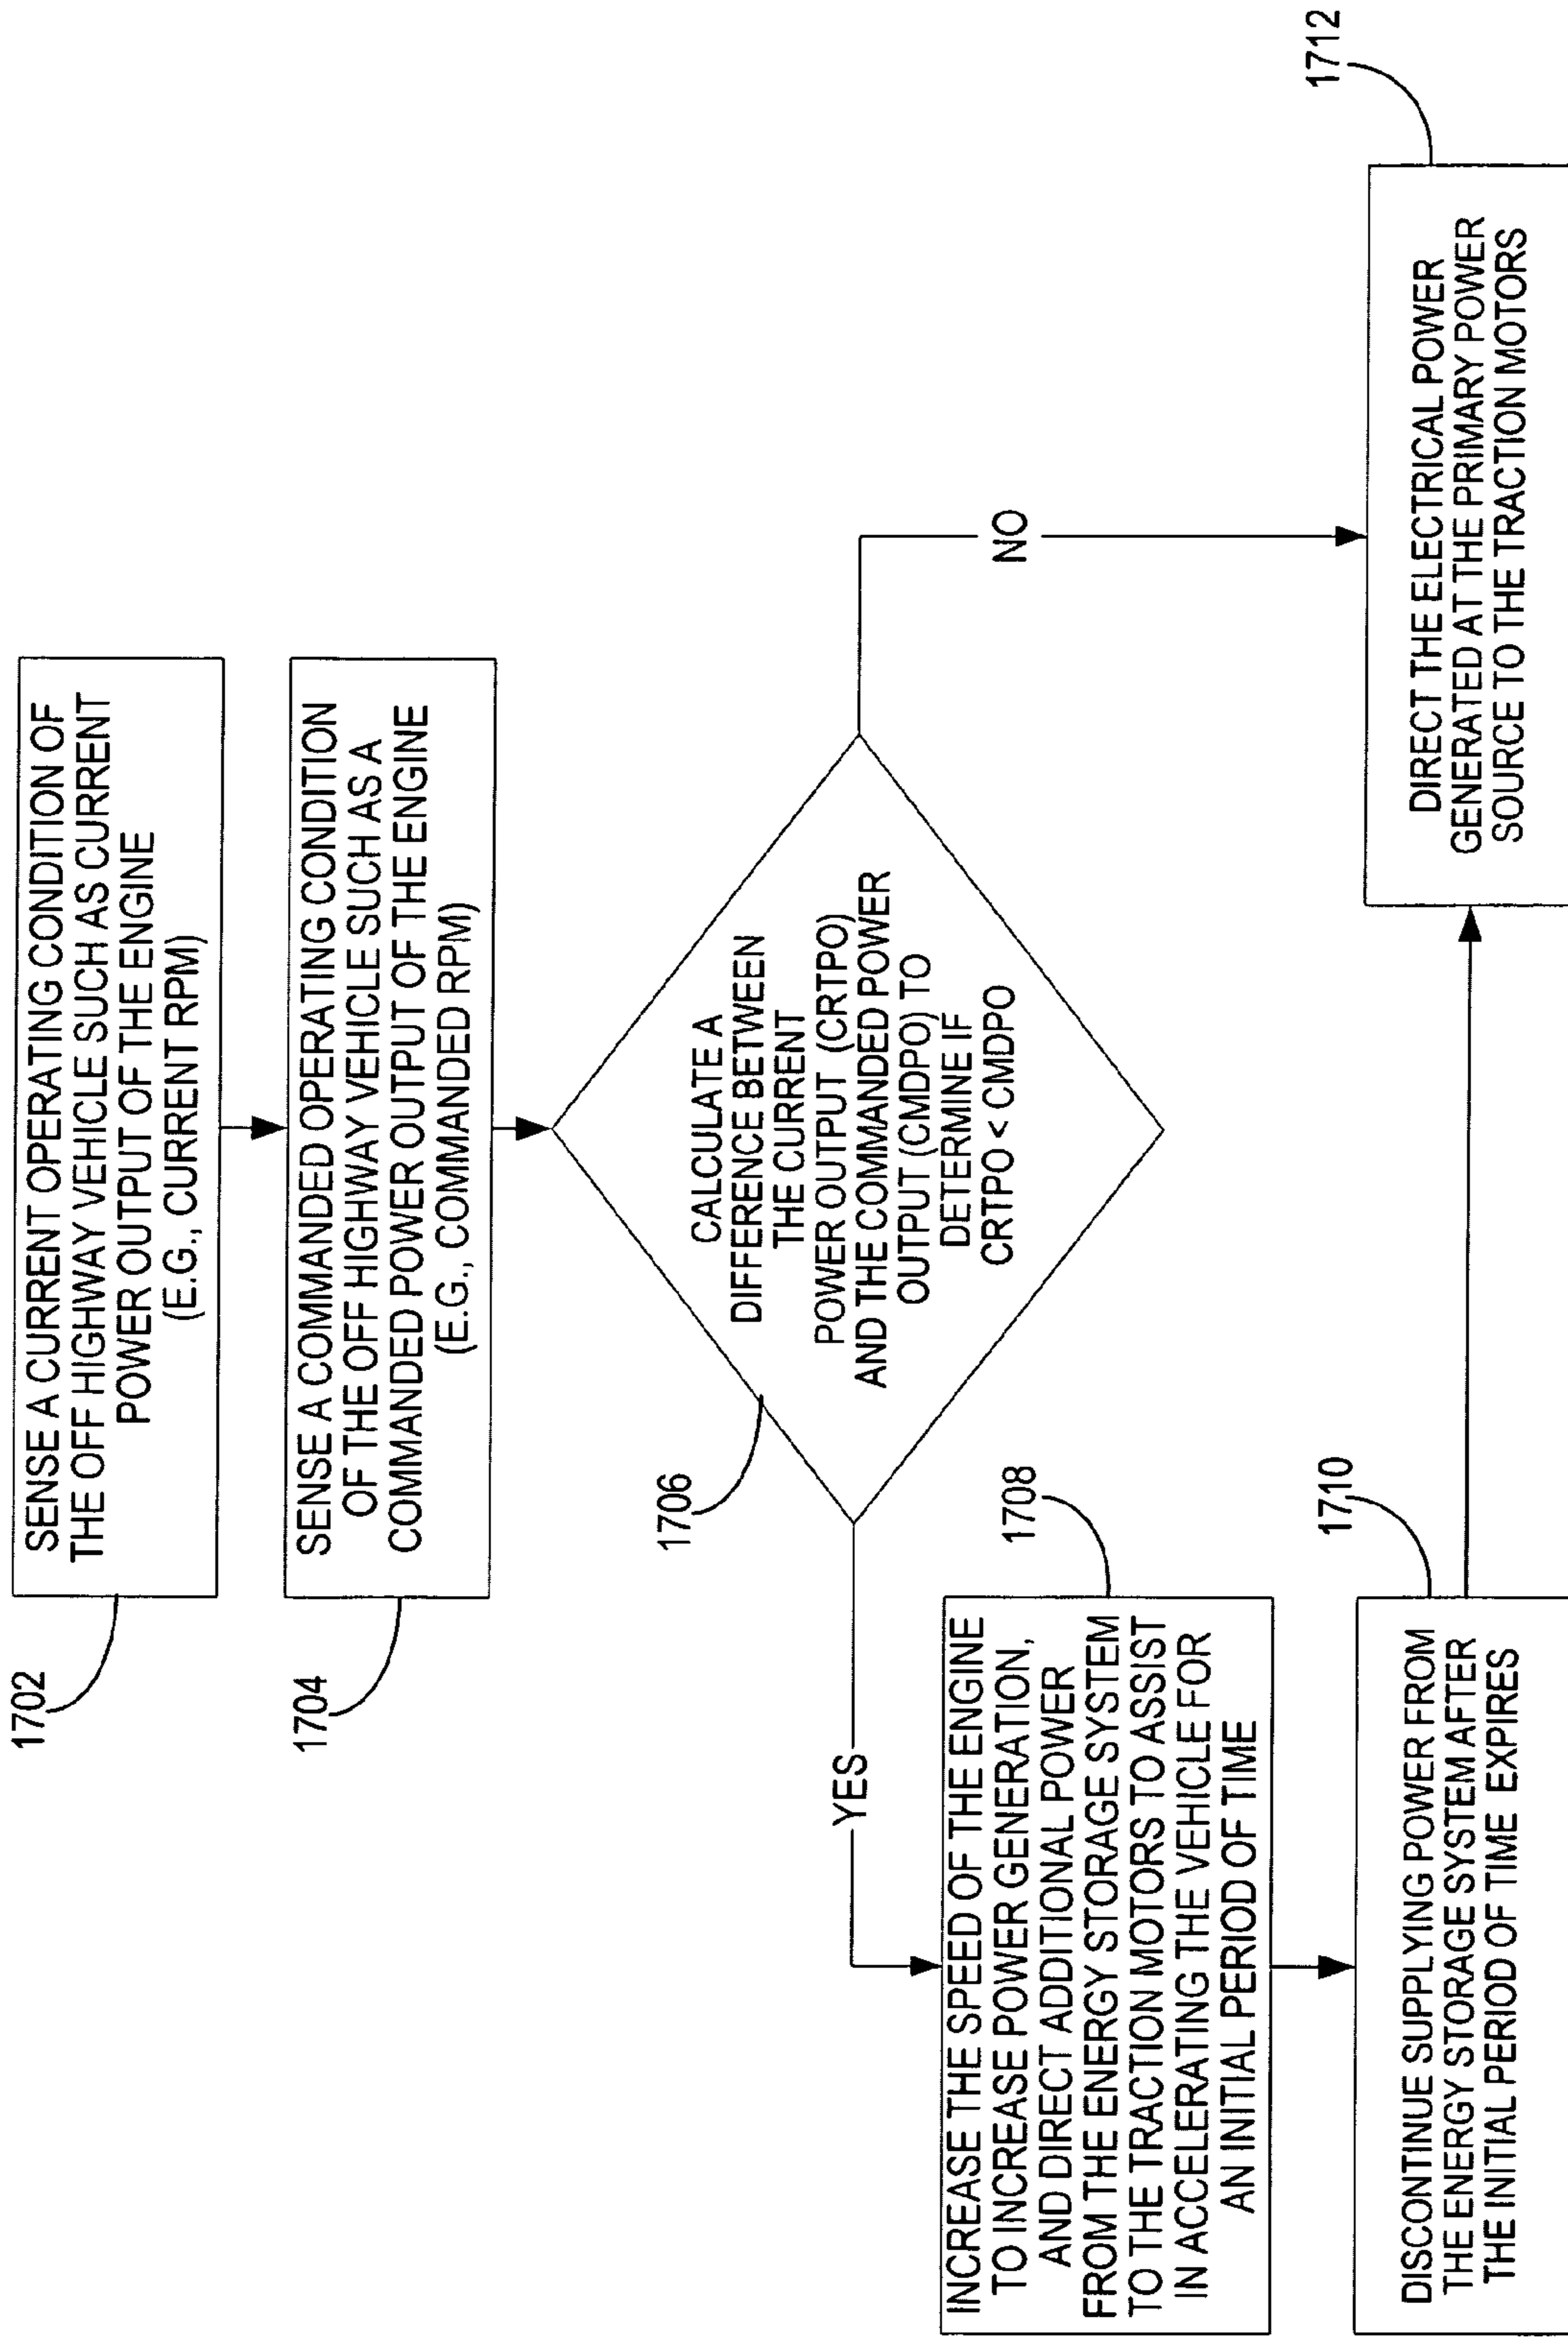 1702
SENSE A CURRENT OPERATING CONDITION OF
THE OFF HIGHWAY VEHICLE SUCH AS CURRENT
POWER OUTPUT OF THE ENGINE
(E.G., CURRENT RPM)
1704
SENSE A COMMANDED OPERATING CONDITION
OF THE OFF HIGHWAY VEHICLE SUCH AS A
COMMANDED POWER OUTPUT OF THE ENGINE
(E.G., COMMANDED RPM)
1706
CALCULATE A
DIFFERENCE BETWEEN
THE CURRENT
POWER OUTPUT (CRTPO)
AND THE COMMANDED POWER
OUTPUT (CMDPO) TO
DETERMINE IF
CRTPO < CMDPO
YES
NO
1708
INCREASE THE SPEED OF THE ENGINE
TO INCREASE POWER GENERATION,
AND DIRECT ADDITIONAL POWER
FROM THE ENERGY STORAGE SYSTEM
TO THE TRACTION MOTORS TO ASSIST
IN ACCELERATING THE VEHICLE FOR
AN INITIAL PERIOD OF TIME
1710
DISCONTINUE SUPPLYING POWER FROM
THE ENERGY STORAGE SYSTEM AFTER
THE INITIAL PERIOD OF TIME EXPIRES
1712
DIRECT THE ELECTRICAL POWER
GENERATED AT THE PRIMARY POWER
SOURCE TO THE TRACTION MOTORS